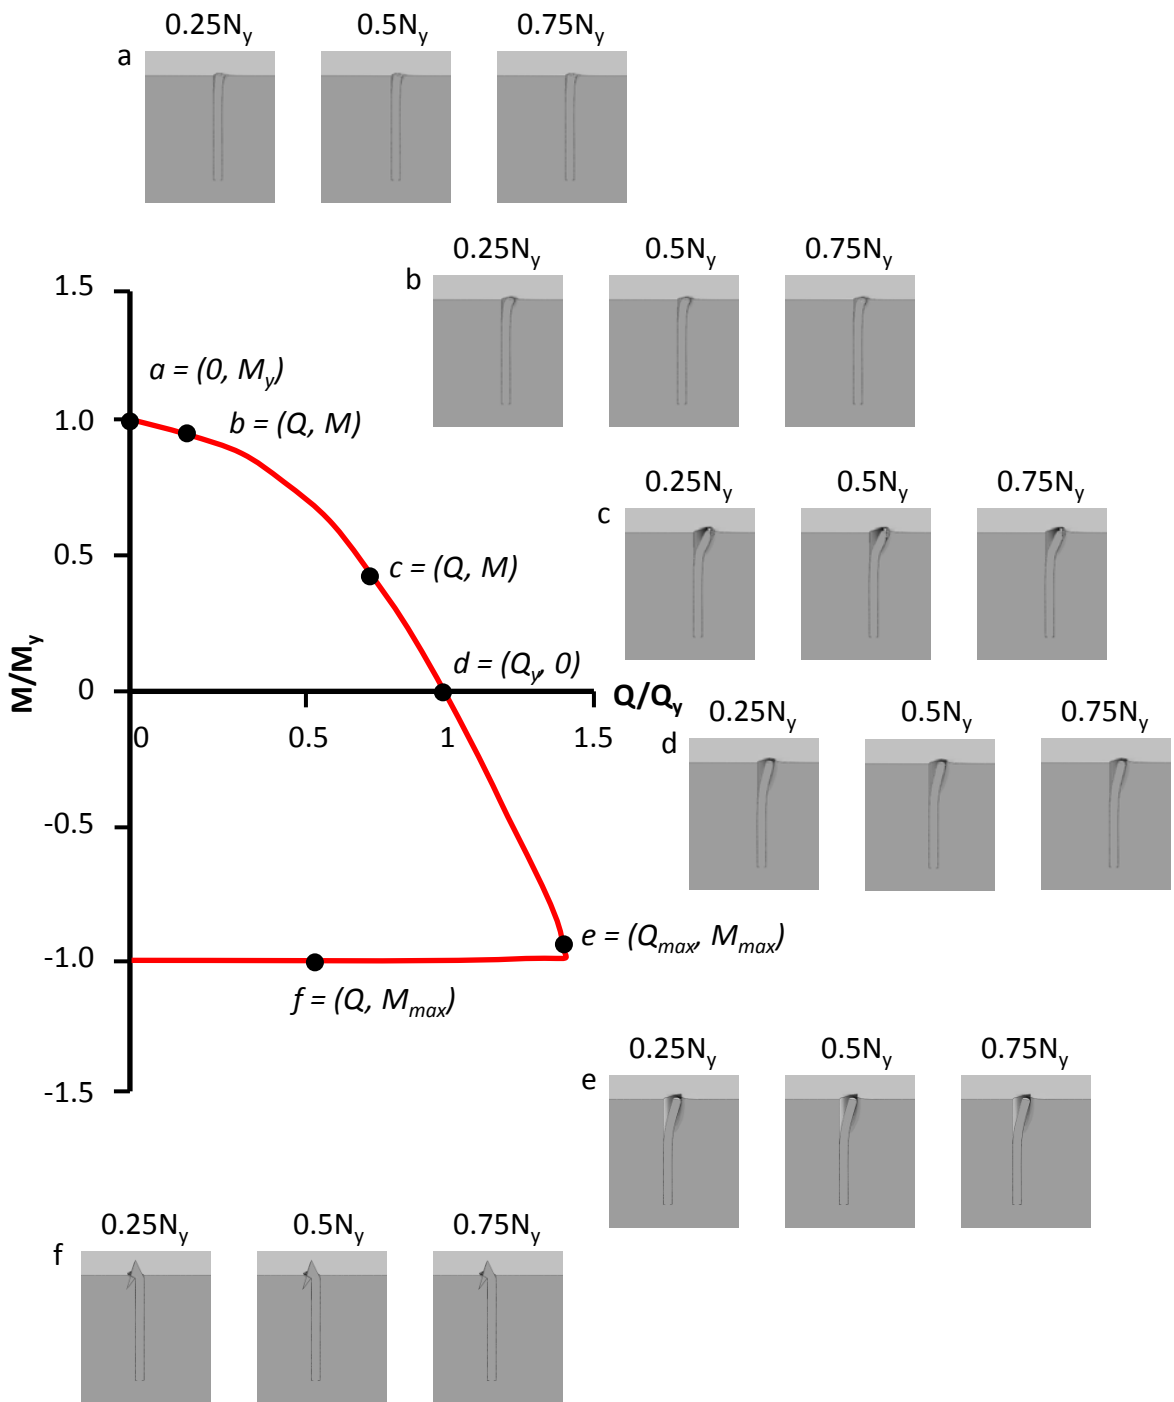 0.25Ny 0.5Ny 0.75Ny
a
0.25Ny 0.5Ny 0.75Ny
b
1.5
a = (0, My)
1.0
b = (Q, M)
0.25Ny 0.5Ny 0.75Ny
c
0.5
c = (Q, M)
M/My
d = (Qy, 0)
0
Q/Qy
0 0.5 1 1.5
0.25Ny 0.5Ny 0.75Ny
d
-0.5
e = (Qmax, Mmax)
-1.0
f = (Q, Mmax)
0.25Ny 0.5Ny 0.75Ny
e
-1.5
0.25Ny 0.5Ny 0.75Ny
f